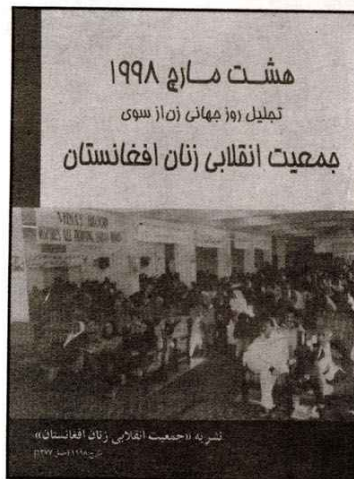 هشت مارچ ۱۹۹۸
تجلیل روز جهانی زن از سوی
جمعیت انقلابی زنان افغانستان
نشریه «جمعیت انقلابی زنان افغانستان»